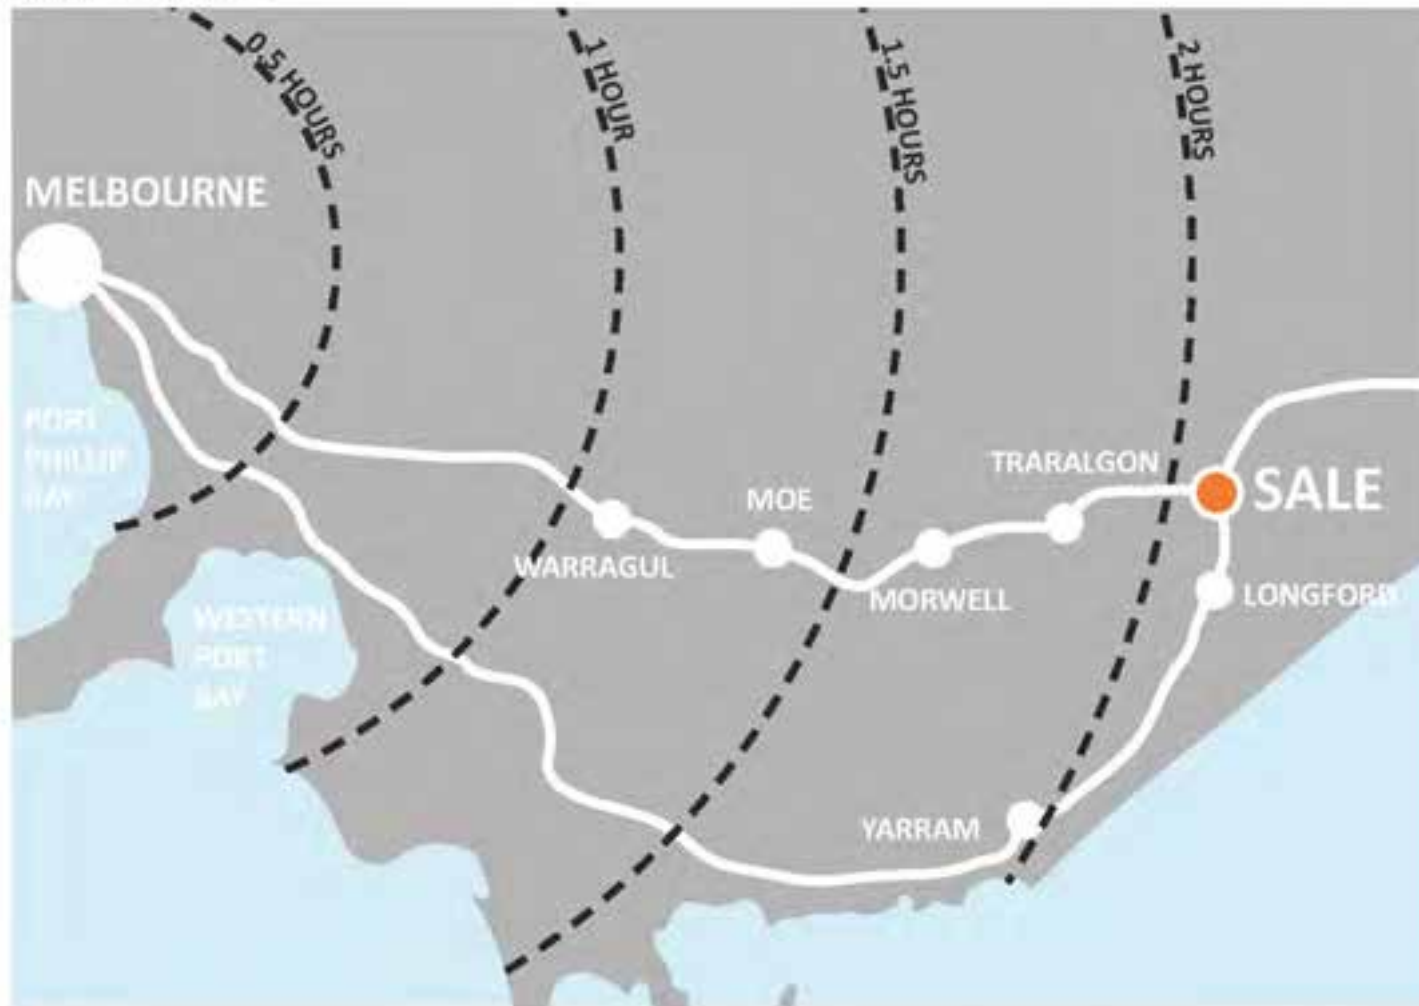 0.5 HOURS
1 HOUR
1.5 HOURS
2 HOURS
MELBOURNE
PORT
PHILLIP
BAY
TRARALGON
SALE
MOE
WARRAGUL
MORWELL
LONGFORD
WESTERN
PORT
BAY
YARRAM